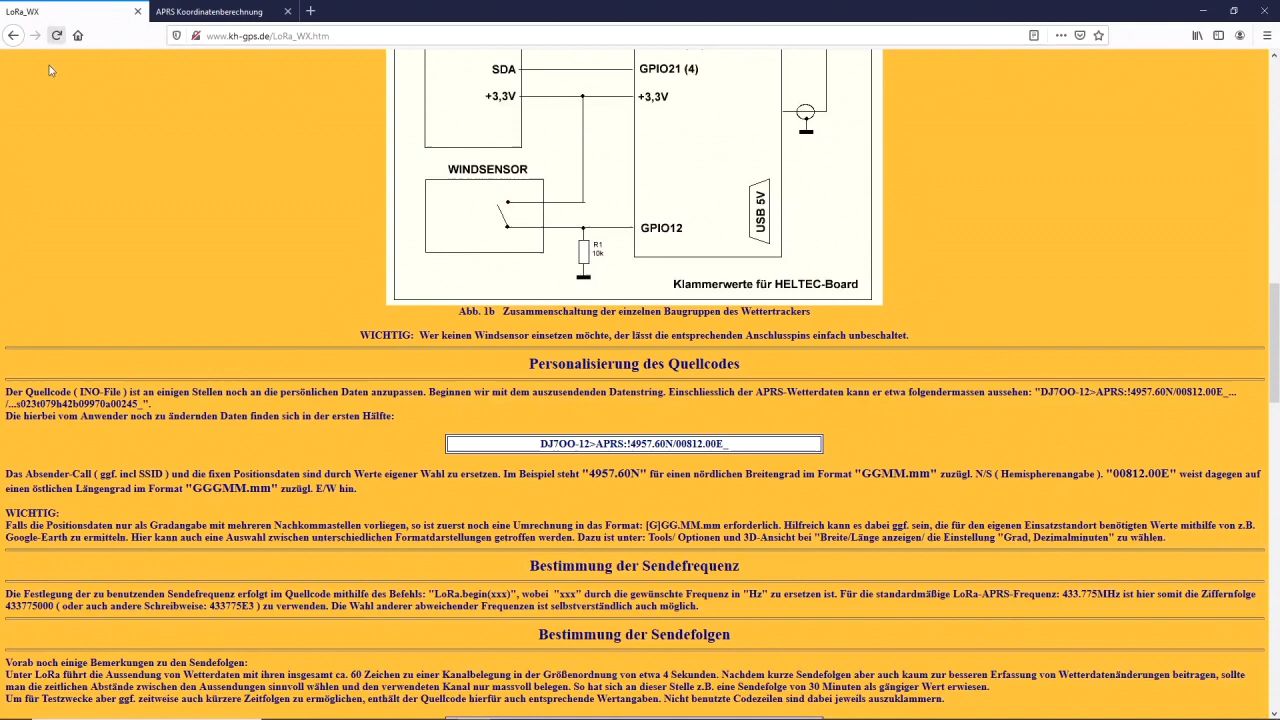 LoRa_WX
APRS Koordinatenberechnung
www.kh-gps.de/LoRa_WX.htm
SDA
GPIO21 (4)
+3,3V
+3,3V
WINDSENSOR
USB 5V
GPIO12
R1
10k
Klammerwerte für HELTEC-Board
Abb. 1b Zusammenschaltung der einzelnen Baugruppen des Wettertrackers
WICHTIG: Wer keinen Windsensor einsetzen möchte, der lässt die entsprechenden Anschlusspins einfach unbeschaltet.
Personalisierung des Quellcodes
Der Quellcode ( INO-File ) ist an einigen Stellen noch an die persönlichen Daten anzupassen. Beginnen wir mit dem auszusendenden Datenstring. Einschliesslich der APRS-Wetterdaten kann er etwa folgendermassen aussehen: "DJ7OO-12>APRS:!4957.60N/00812.00E_...
/...s023t079h42b09970a00245_".
Die hierbei vom Anwender noch zu ändernden Daten finden sich in der ersten Hälfte:
DJ7OO-12>APRS:!4957.60N/00812.00E_
Das Absender-Call ( ggf. incl SSID ) und die fixen Positionsdaten sind durch Werte eigener Wahl zu ersetzen. Im Beispiel steht "4957.60N" für einen nördlichen Breitengrad im Format "GGMM.mm" zuzügl. N/S ( Hemispherenangabe ). "00812.00E" weist dagegen auf
einen östlichen Längengrad im Format "GGGMM.mm" zuzügl. E/W hin.
WICHTIG:
Falls die Positionsdaten nur als Gradangabe mit mehreren Nachkommastellen vorliegen, so ist zuerst noch eine Umrechnung in das Format: [G]GG.MM.mm erforderlich. Hilfreich kann es dabei ggf. sein, die für den eigenen Einsatzstandort benötigten Werte mithilfe von z.B.
Google-Earth zu ermitteln. Hier kann auch eine Auswahl zwischen unterschiedlichen Formatdarstellungen getroffen werden. Dazu ist unter: Tools/ Optionen und 3D-Ansicht bei "Breite/Länge anzeigen/ die Einstellung "Grad, Dezimalminuten" zu wählen.
Bestimmung der Sendefrequenz
Die Festlegung der zu benutzenden Sendefrequenz erfolgt im Quellcode mithilfe des Befehls: "LoRa.begin(xxx)", wobei "xxx" durch die gewünschte Frequenz in "Hz" zu ersetzen ist. Für die standardmäßige LoRa-APRS-Frequenz: 433.775MHz ist hier somit die Ziffernfolge
433775000 ( oder auch andere Schreibweise: 433775E3 ) zu verwenden. Die Wahl anderer abweichender Frequenzen ist selbstverständlich auch möglich.
Bestimmung der Sendefolgen
Vorab noch einige Bemerkungen zu den Sendefolgen:
Unter LoRa führt die Aussendung von Wetterdaten mit ihren insgesamt ca. 60 Zeichen zu einer Kanalbelegung in der Größenordnung von etwa 4 Sekunden. Nachdem kurze Sendefolgen aber auch kaum zur besseren Erfassung von Wetterdatenänderungen beitragen, sollte
man die zeitlichen Abstände zwischen den Aussendungen sinnvoll wählen und den verwendeten Kanal nur massvoll belegen. So hat sich an dieser Stelle z.B. eine Sendefolge von 30 Minuten als gängiger Wert erwiesen.
Um für Testzwecke aber ggf. zeitweise auch kürzere Zeitfolgen zu ermöglichen, enthält der Quellcode hierfür auch entsprechende Wertangaben. Nicht benutzte Codezeilen sind dabei jeweils auszuklammern.